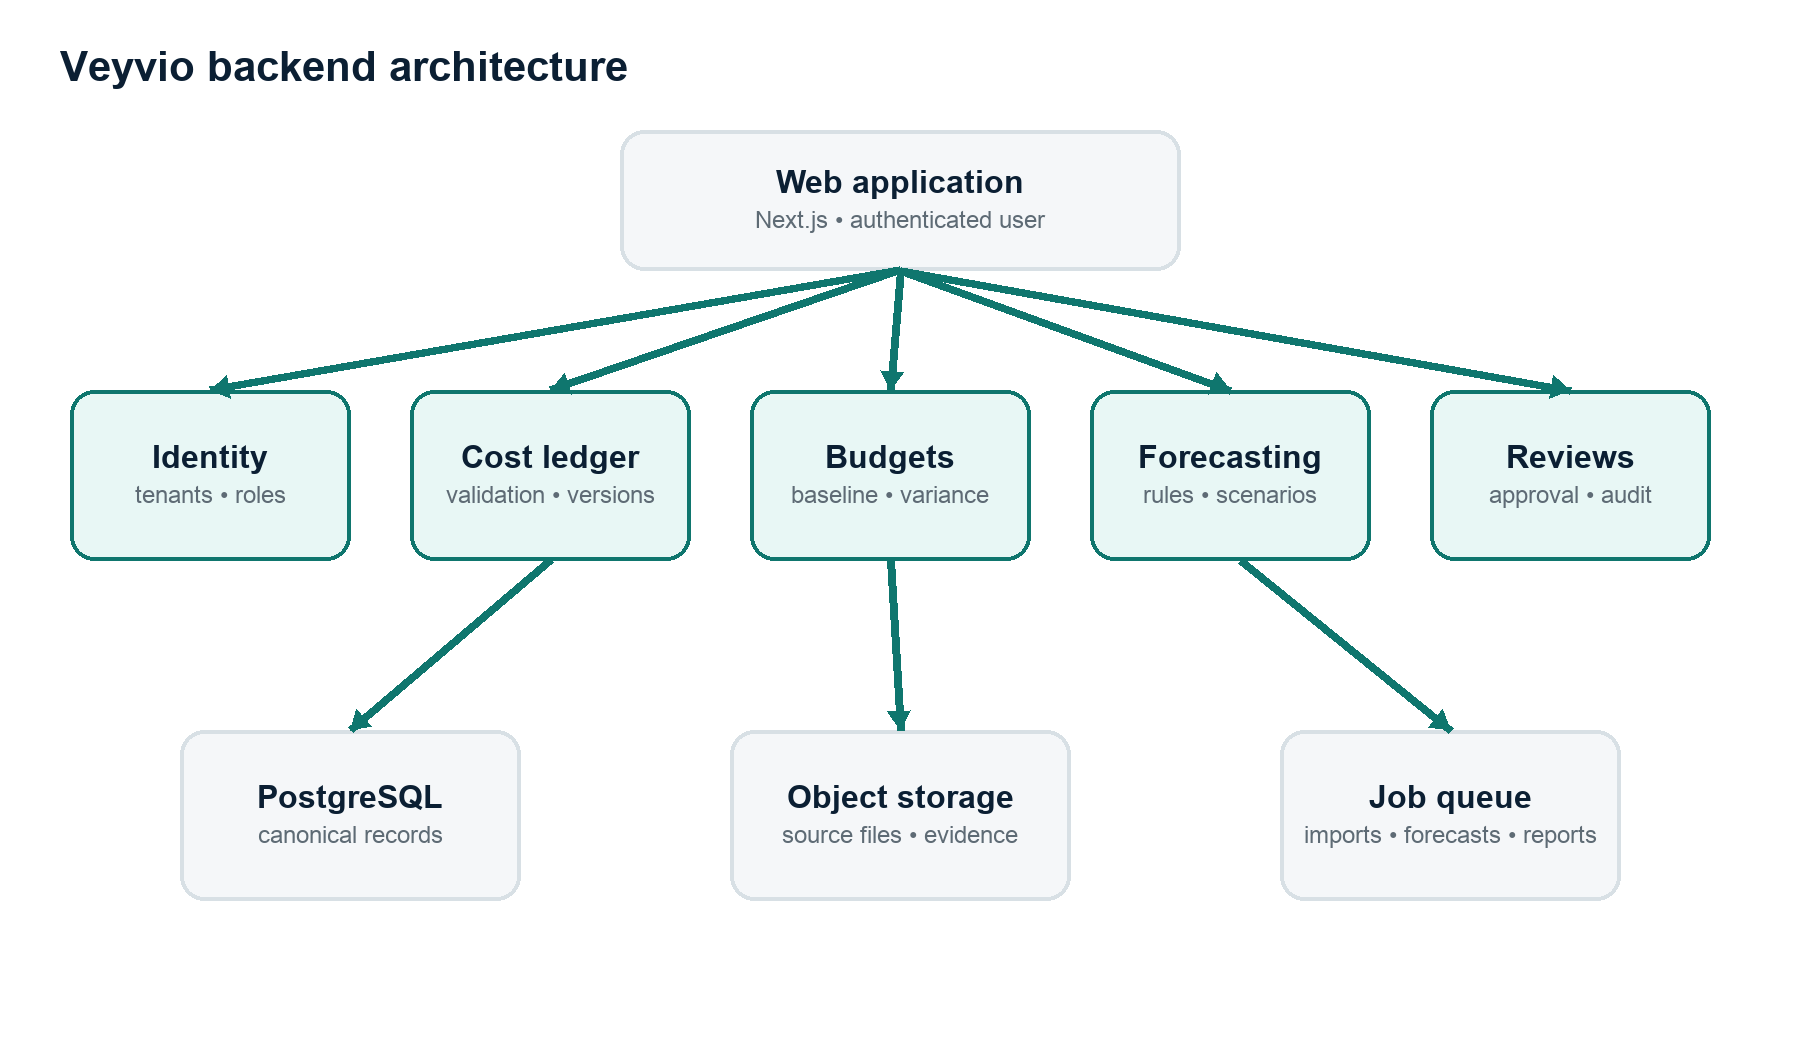 Veyvio backend architecture
Web application
Next.js • authenticated user
Identity
tenants • roles
Cost ledger
validation • versions
Budgets
baseline • variance
Forecasting
rules • scenarios
Reviews
approval • audit
PostgreSQL
canonical records
Object storage
source files • evidence
Job queue
imports • forecasts • reports